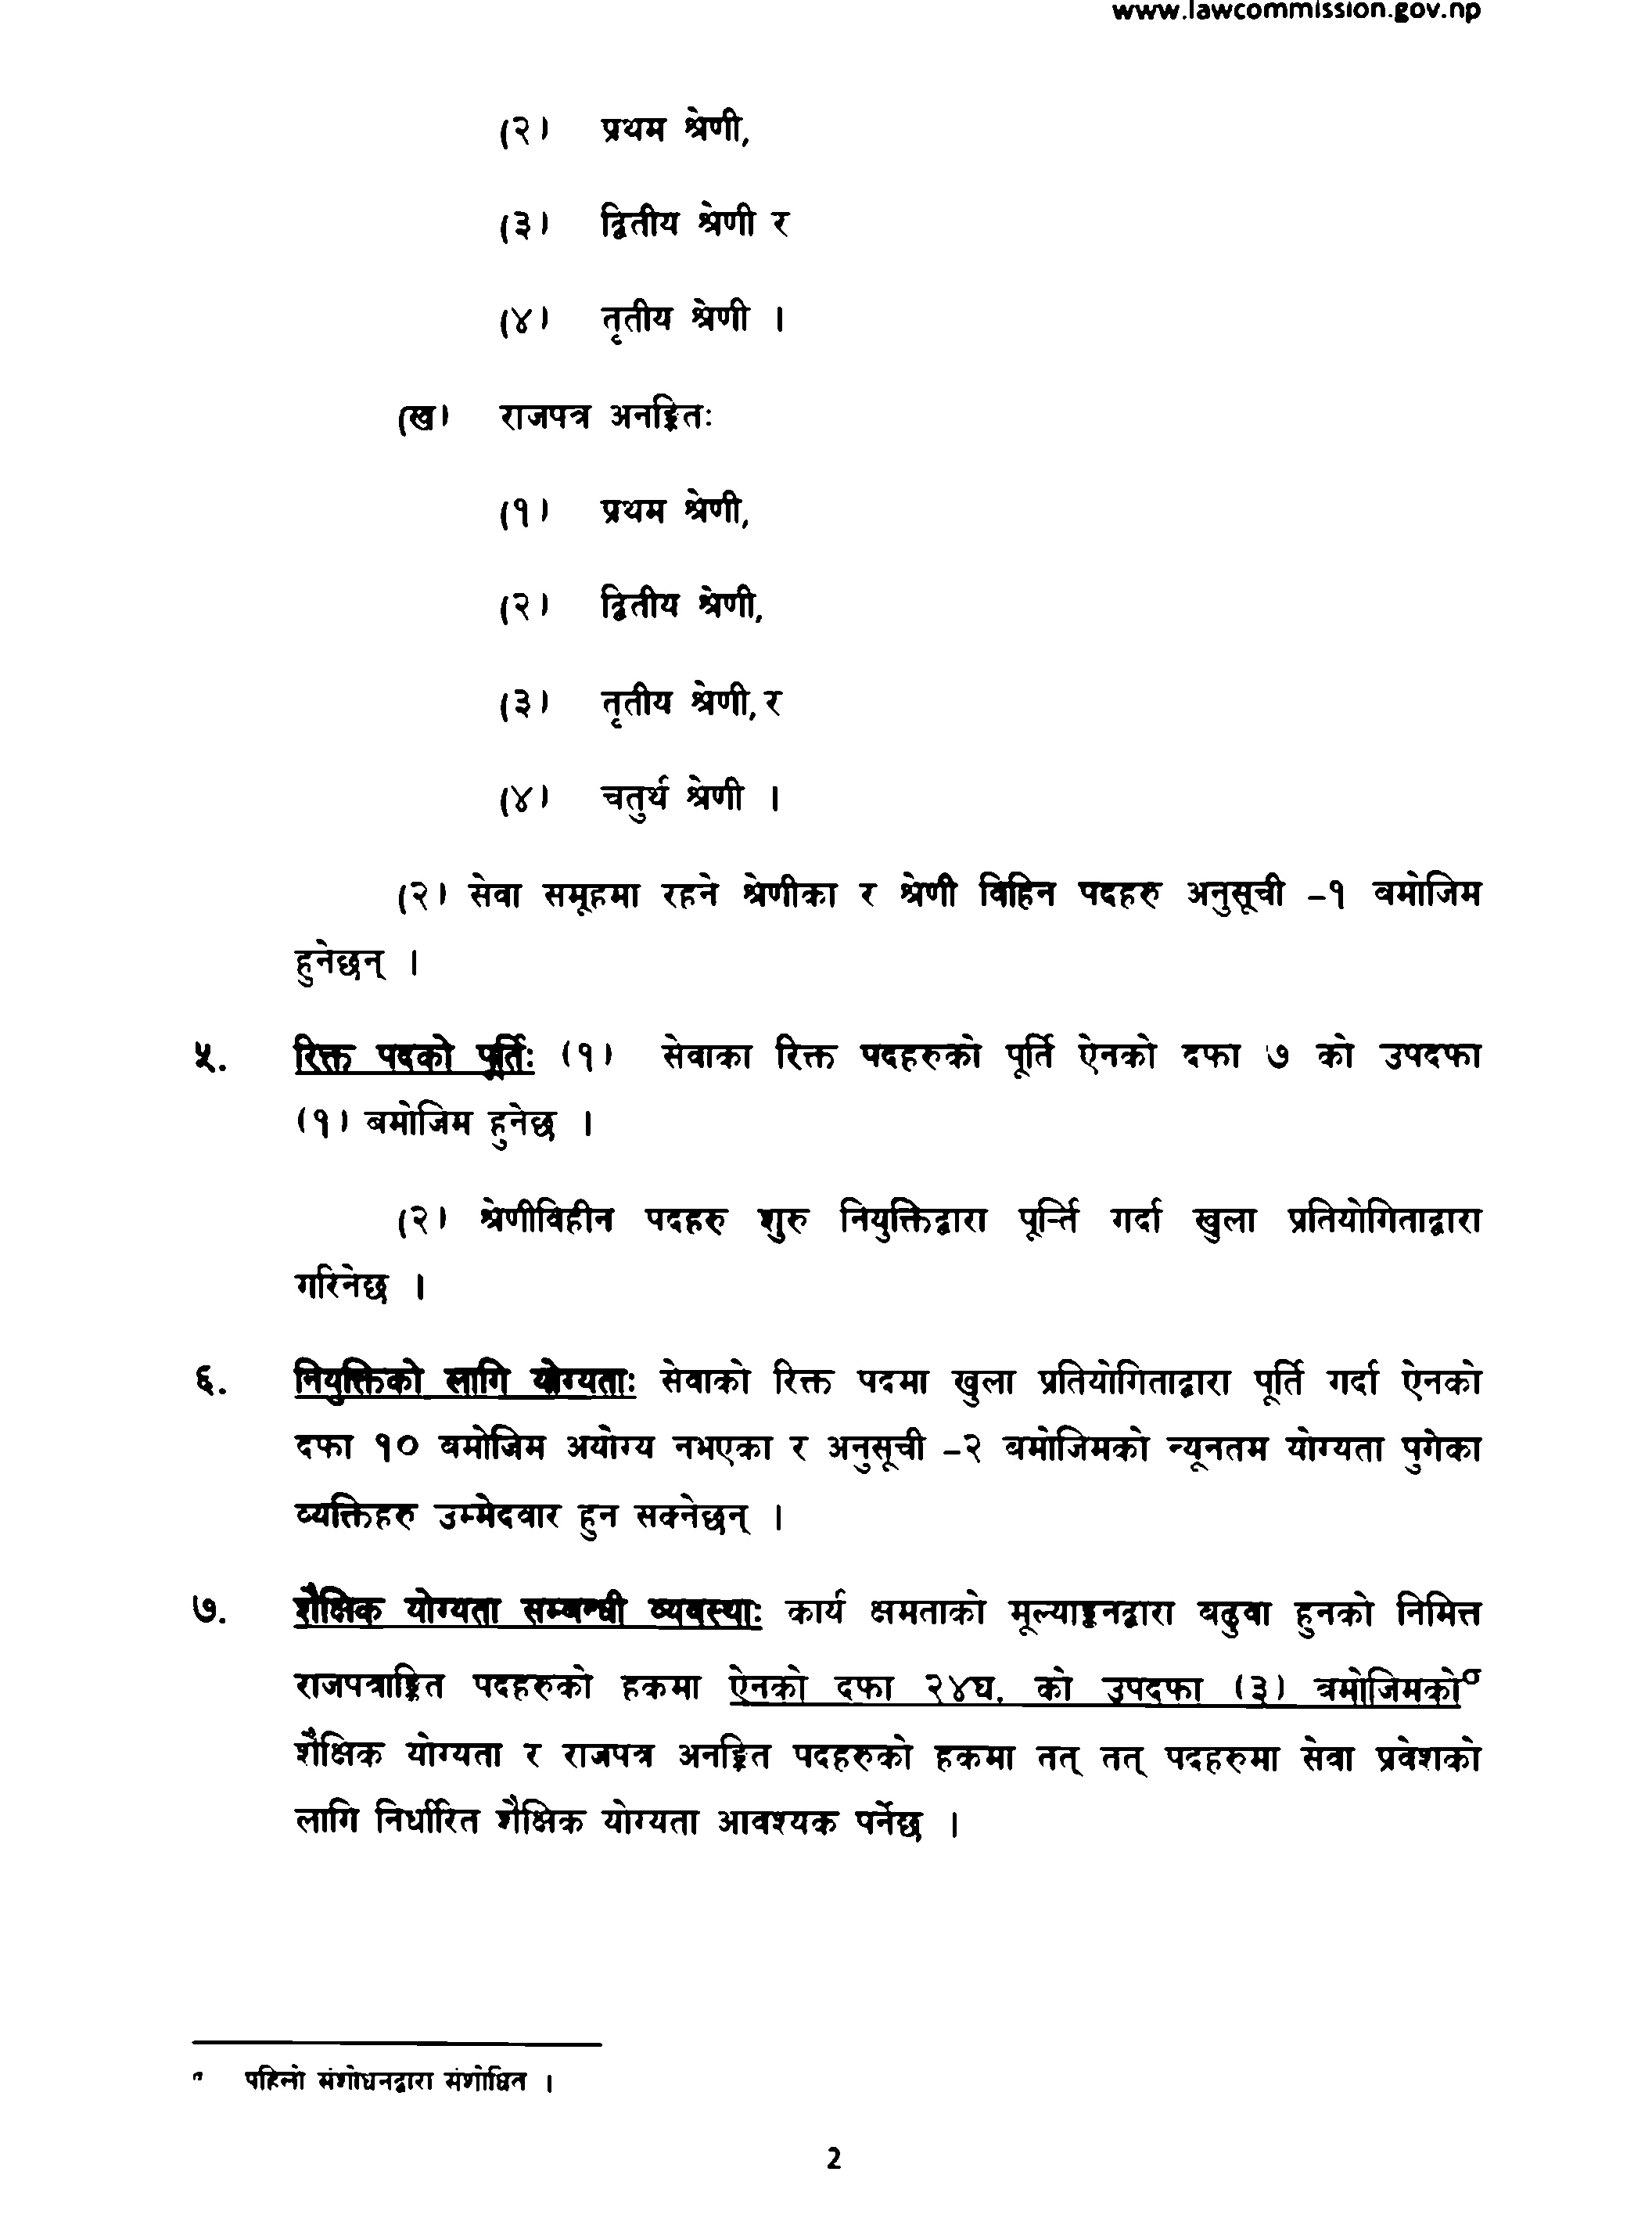 www.lawcommission.gov.np
(२) प्रथम श्रेणी,
(३) द्वितीय श्रेणी र
(४) तृतीय श्रेणी ।
(ख) राजपत्र अनङ्कितः
(१) प्रथम श्रेणी,
(२) द्वितीय श्रेणी,
(३) तृतीय श्रेणी, र
(४) चतुर्थ श्रेणी ।
(२) सेवा समूहमा रहने श्रेणीका र श्रेणी विहिन पदहरु अनुसूची –१ बमोजिम
हुनेछन् ।
५. रिक्त पदको पूर्तिः (१) सेवाका रिक्त पदहरुको पूर्ति ऐनको दफा ७ को उपदफा
(१) बमोजिम हुनेछ ।
(२) श्रेणीविहीन पदहरु शुरु नियुक्तिद्वारा पूर्न्ति गर्दा खुला प्रतियोगिताद्वारा
गरिनेछ ।
६. नियुक्तिको लागि योग्यताः सेवाको रिक्त पदमा खुला प्रतियोगिताद्वारा पूर्ति गर्दा ऐनको
दफा १० बमोजिम अयोग्य नभएका र अनुसूची –२ बमोजिमको न्यूनतम योग्यता पुगेका
व्यक्तिहरु उम्मेदवार हुन सक्नेछन् ।
७. शैक्षिक योग्यता सम्बन्धी व्यवस्थाः कार्य क्षमताको मूल्याङ्कनद्वारा बढुवा हुनको निमित्त
राजपत्राङ्कित पदहरुको हकमा ऐनको दफा २४घ. को उपदफा (३) बमोजिमको
शैक्षिक योग्यता र राजपत्र अनङ्कित पदहरुको हकमा तत् तत् पदहरुमा सेवा प्रवेशको
लागि निर्धारित शैक्षिक योग्यता आवश्यक पर्नेछ ।
पहिलो संशोधनद्वारा संशोधित ।
2